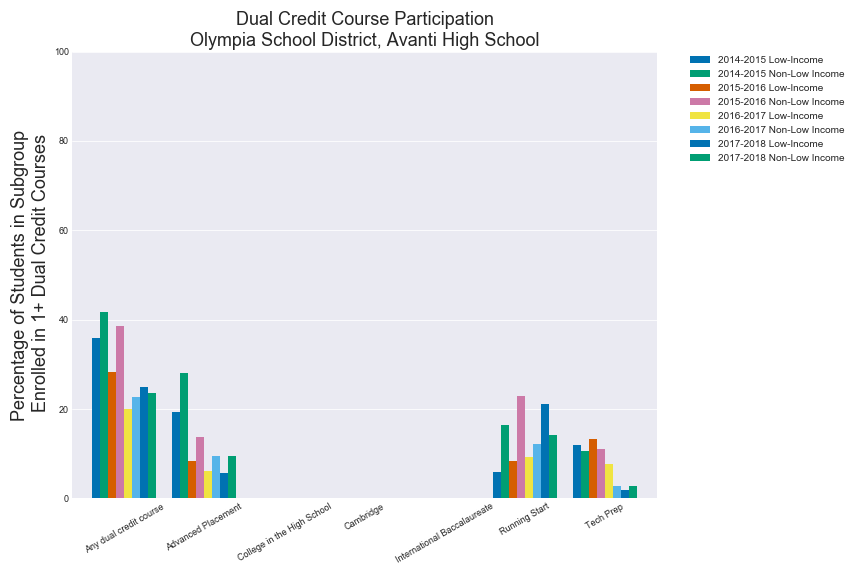 Dual Credit Course Participation
Olympia School District, Avanti High School
Percentage of Students in Subgroup
Enrolled in 1+ Dual Credit Courses
100
80
60
40
20
0
Any dual credit course
Advanced Placement
College in the High School
Cambridge
International Baccalaureate
Running Start
Tech Prep
2014-2015 Low-Income
2014-2015 Non-Low Income
2015-2016 Low-Income
2015-2016 Non-Low Income
2016-2017 Low-Income
2016-2017 Non-Low Income
2017-2018 Low-Income
2017-2018 Non-Low Income